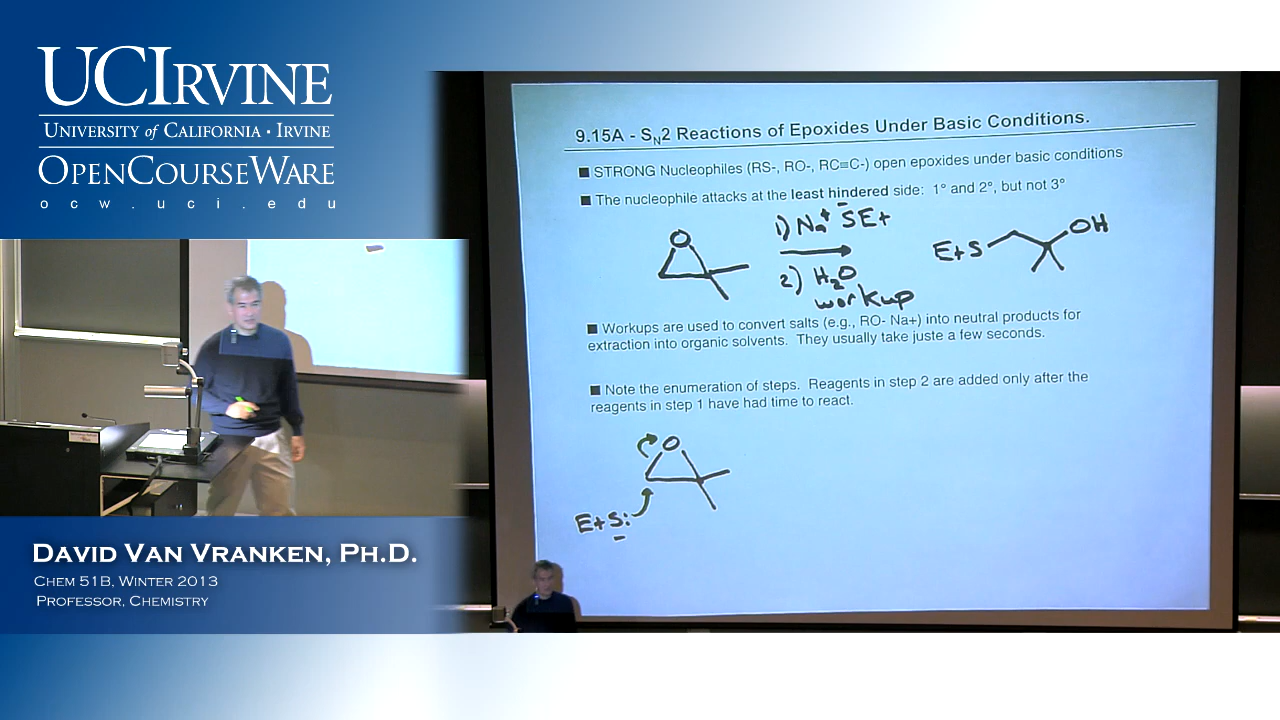 UCIRVINE
UNIVERSITY of CALIFORNIA · IRVINE
OPENCOURSEWARE
ocw.uci.edu
9.15A - SN2 Reactions of Epoxides Under Basic Conditions.
■ STRONG Nucleophiles (RS-, RO-, RC≡C-) open epoxides under basic conditions
■ The nucleophile attacks at the least hindered side: 1° and 2°, but not 3°
O
1) Na+ S̄Et
2) H2O
workup
EtS
OH
■ Workups are used to convert salts (e.g., RO- Na+) into neutral products for
extraction into organic solvents. They usually take juste a few seconds.
■ Note the enumeration of steps. Reagents in step 2 are added only after the
reagents in step 1 have had time to react.
O
EtS:
–
DAVID VAN VRANKEN, PH.D.
CHEM 51B, WINTER 2013
PROFESSOR, CHEMISTRY